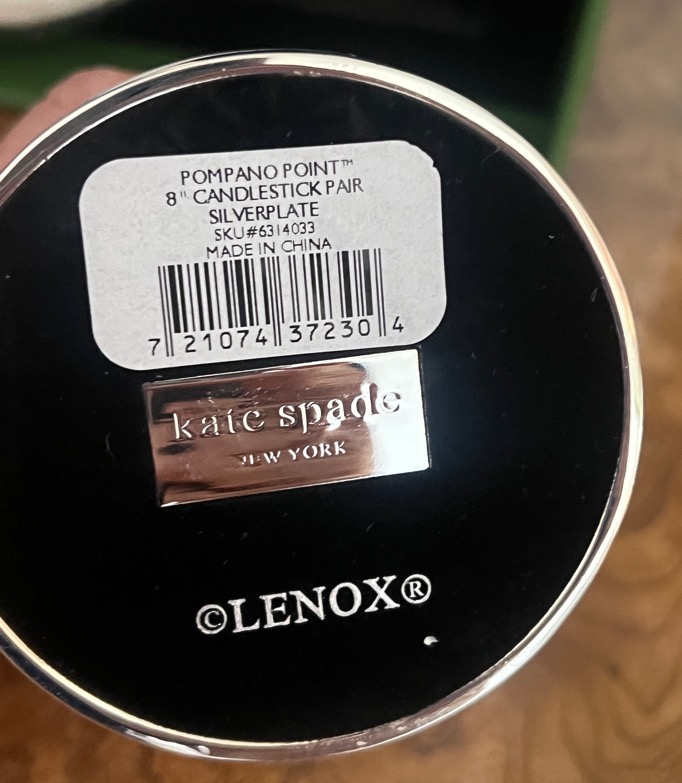 POMPANO POINT™
8" CANDLESTICK PAIR
SILVERPLATE
SKU#6314033
MADE IN CHINA
7 21074 37230 4
kate spade
NEW YORK
©LENOX®